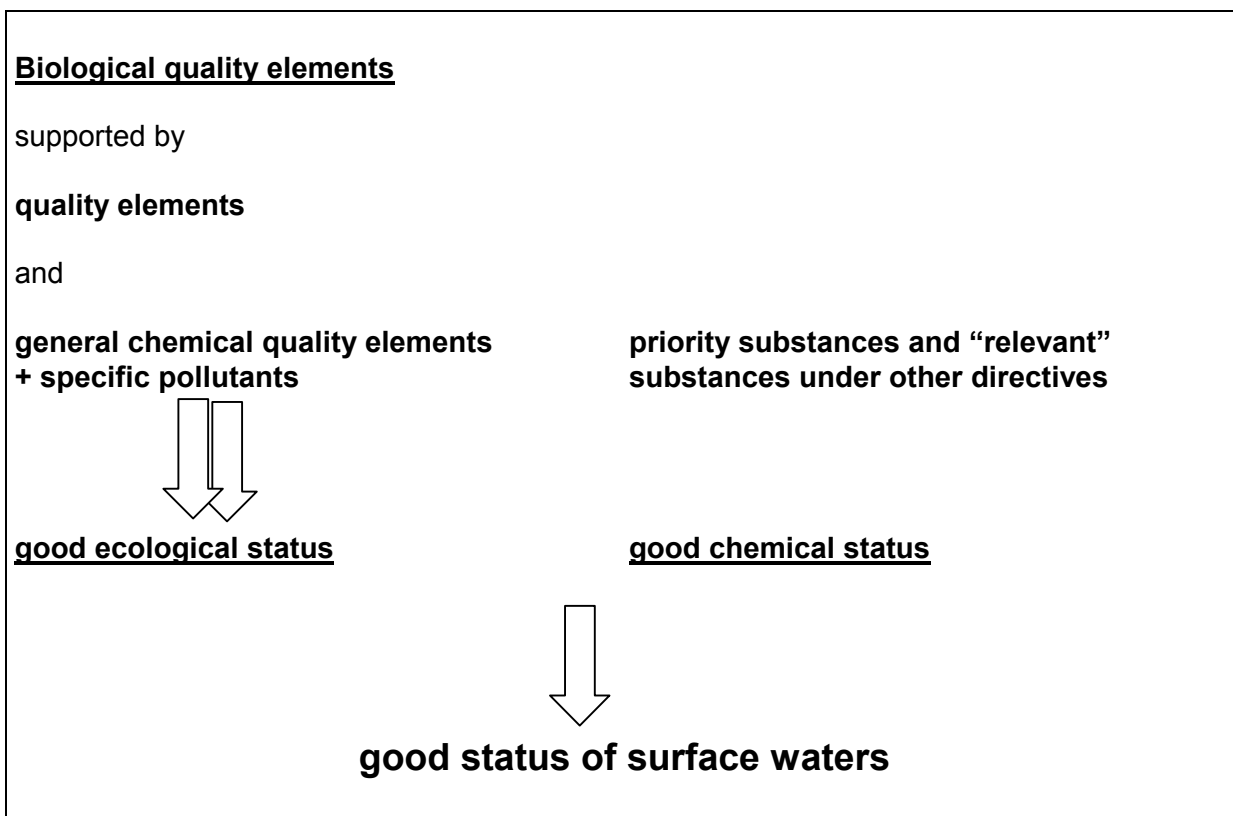 Biological quality elements
supported by
quality elements
and
general chemical quality elements
+ specific pollutants
priority substances and “relevant”
substances under other directives
good ecological status
good chemical status
good status of surface waters